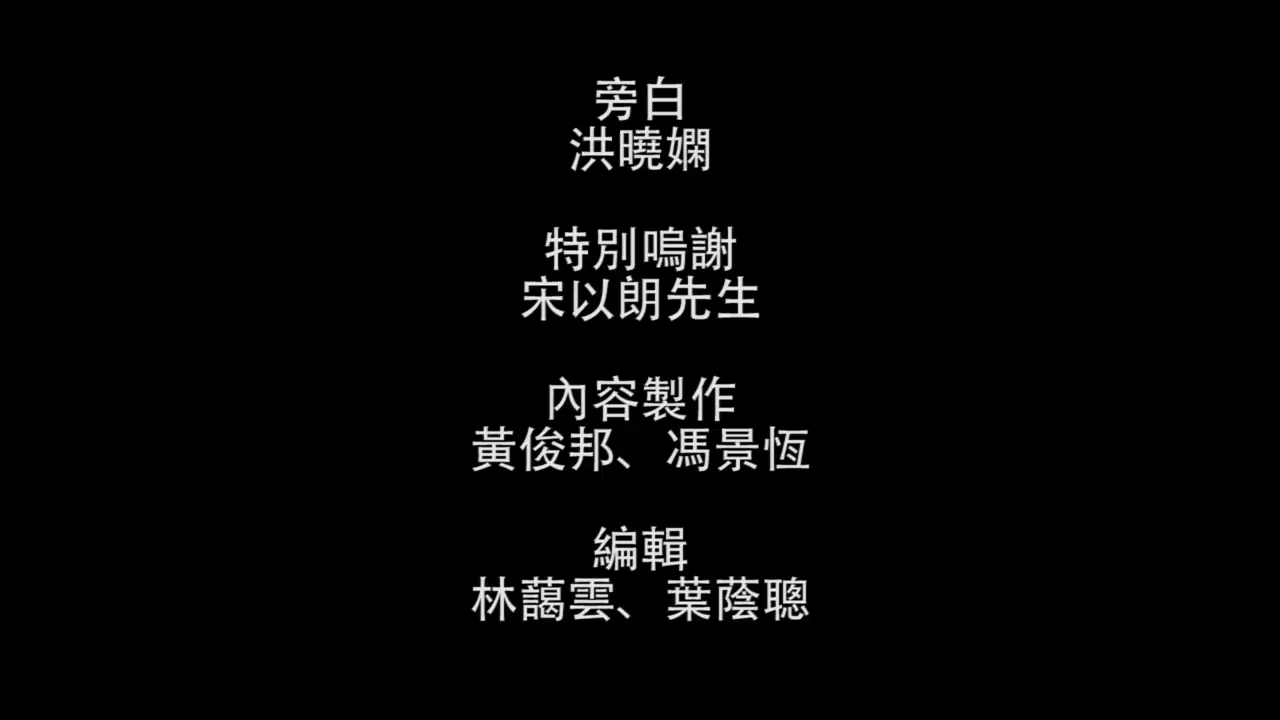 旁白
洪曉嫻
特別鳴謝
宋以朗先生
內容製作
黃俊邦、馮景恆
編輯
林藹雲、葉蔭聰